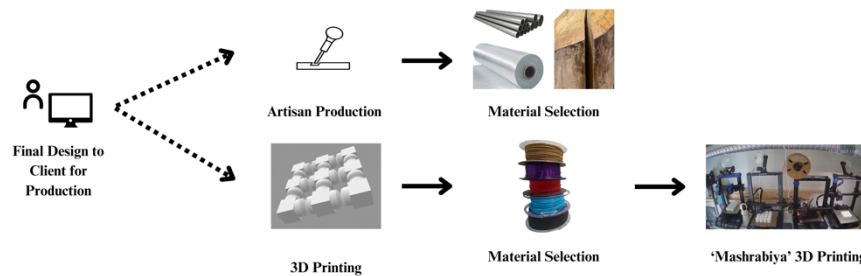 Artisan Production
Material Selection
Final Design to
Client for
Production
3D Printing
Material Selection
‘Mashrabiya’ 3D Printing